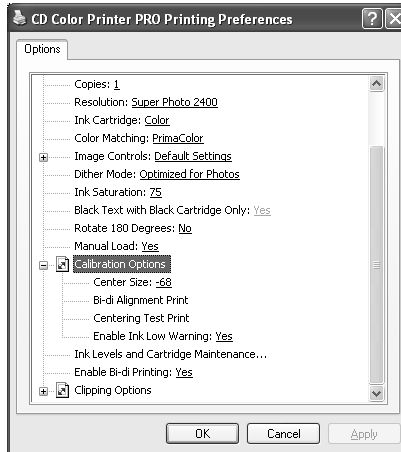 CD Color Printer PRO Printing Preferences
Options
Copies: 1
Resolution: Super Photo 2400
Ink Cartridge: Color
Color Matching: PrimaColor
Image Controls: Default Settings
Dither Mode: Optimized for Photos
Ink Saturation: 75
Black Text with Black Cartridge Only: Yes
Rotate 180 Degrees: No
Manual Load: Yes
Calibration Options
Center Size: -68
Bi-di Alignment Print
Centering Test Print
Enable Ink Low Warning: Yes
Ink Levels and Cartridge Maintenance...
Enable Bi-di Printing: Yes
Clipping Options
OK Cancel Apply